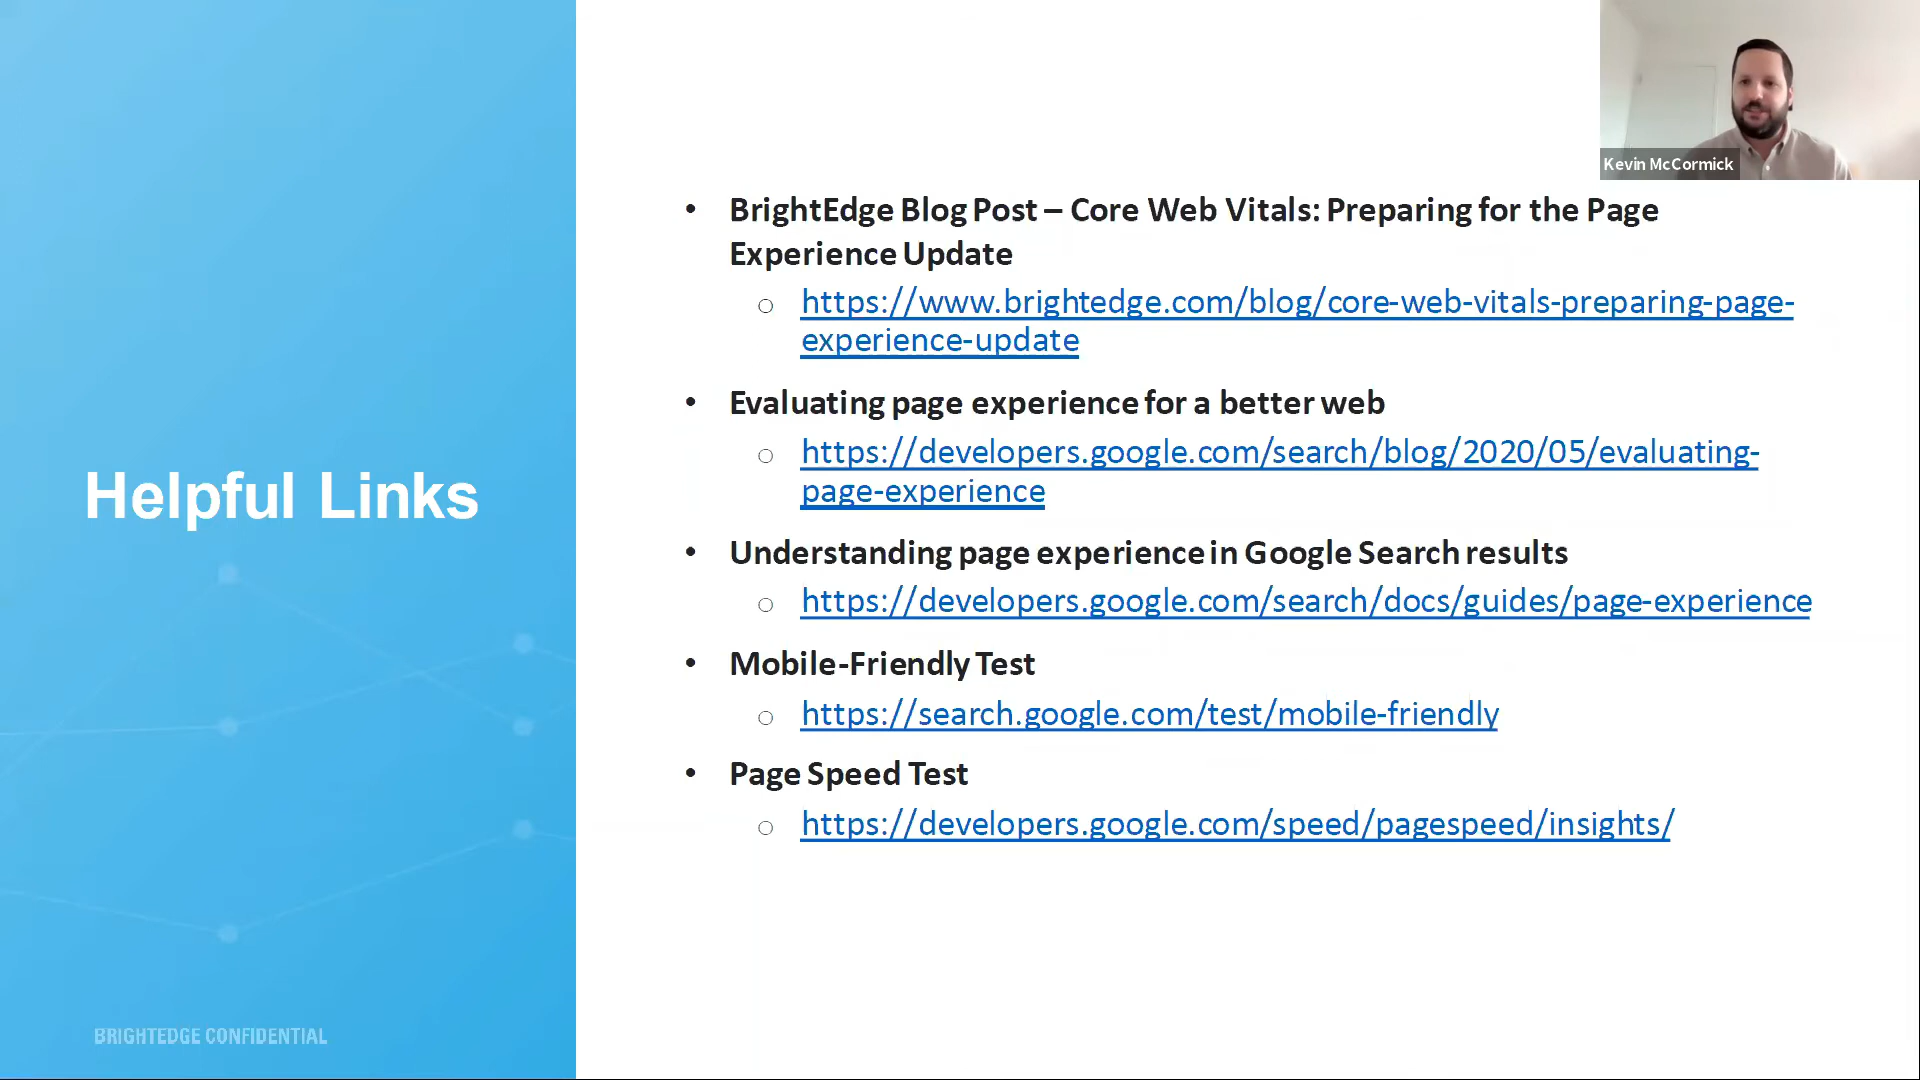 Kevin McCormick
Helpful Links
• BrightEdge Blog Post – Core Web Vitals: Preparing for the Page
Experience Update
○ https://www.brightedge.com/blog/core-web-vitals-preparing-page-
experience-update
• Evaluating page experience for a better web
○ https://developers.google.com/search/blog/2020/05/evaluating-
page-experience
• Understanding page experience in Google Search results
○ https://developers.google.com/search/docs/guides/page-experience
• Mobile-Friendly Test
○ https://search.google.com/test/mobile-friendly
• Page Speed Test
○ https://developers.google.com/speed/pagespeed/insights/
BRIGHTEDGE CONFIDENTIAL